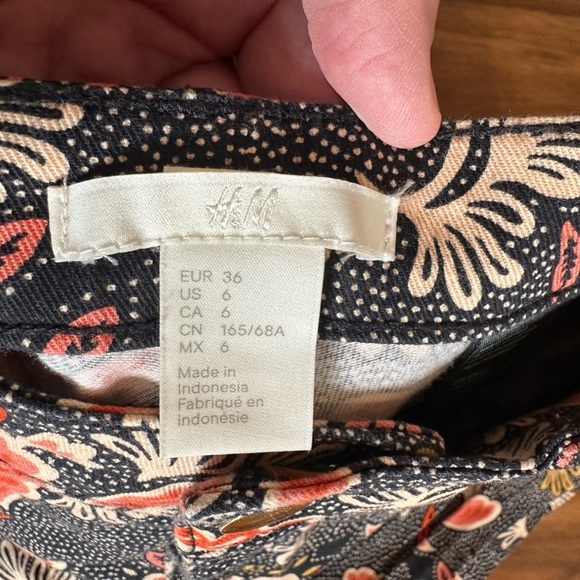 H&M
EUR 36
US 6
CA 6
CN 165/68A
MX 6
Made in
Indonesia
Fabriqué en
indonésie